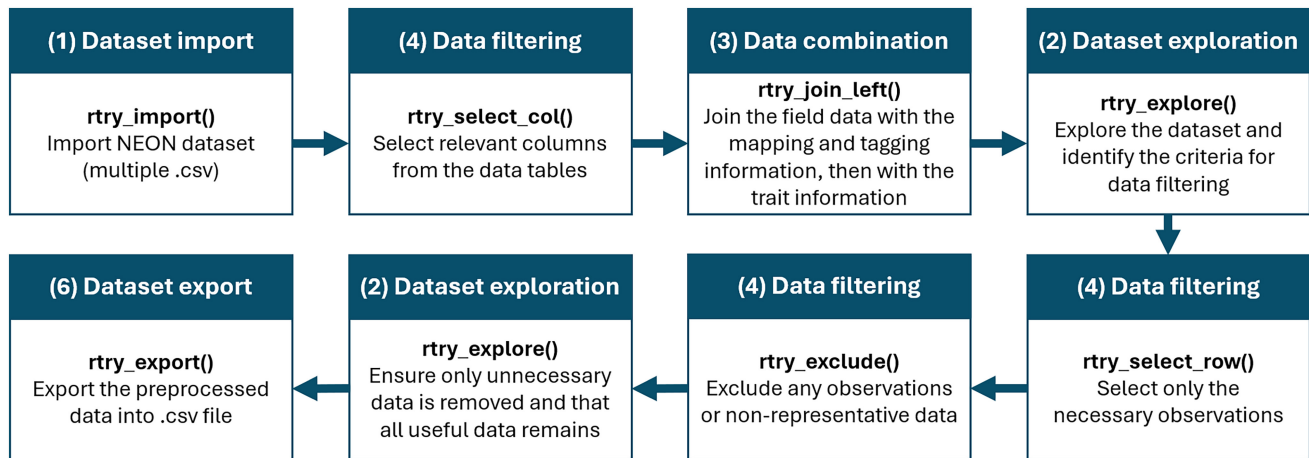 (1) Dataset import
rtry_import()
Import NEON dataset
(multiple .csv)
(4) Data filtering
rtry_select_col()
Select relevant columns
from the data tables
(3) Data combination
rtry_join_left()
Join the field data with the
mapping and tagging
information, then with the
trait information
(2) Dataset exploration
rtry_explore()
Explore the dataset and
identify the criteria for
data filtering
(4) Data filtering
rtry_select_row()
Select only the
necessary observations
(4) Data filtering
rtry_exclude()
Exclude any observations
or non-representative data
(2) Dataset exploration
rtry_explore()
Ensure only unnecessary
data is removed and that
all useful data remains
(6) Dataset export
rtry_export()
Export the preprocessed
data into .csv file